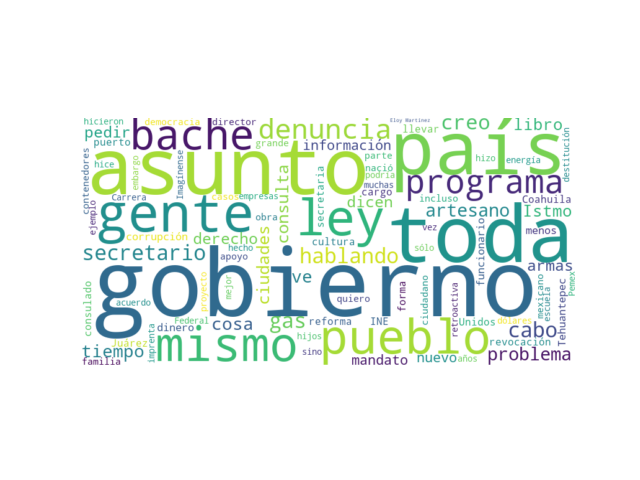 hicieron
democracia
director
Eloy Martínez
pedir
bache
denuncia
llevar
creo
libro
puerto
grande
información
contenedores
hice
embargo
Imagínense
asunto
país
parte
nació
podría
muchas
cargo
hizo
energía
destitución
ejemplo
Carrera
casos
empresas
consulta
secretaría
dicen
programa
incluso
Coahuila
gente
obra
ley
toda
artesano
Istmo
menos
corrupción
derecho
ciudades
cultura
vez
sólo
funcionario
secretario
hecho
apoyo
ve
hablando
armas
gobierno
proyecto
mejor
quiero
forma
ciudadano
retroactiva
mexicano
escuela
Tehuantepec
Pemex
consulado
acuerdo
Federal
cosa
gas
reforma
INE
Unidos
dólares
cabo
Juárez
imprenta
dinero
mismo
hijos
pueblo
revocación
tiempo
familia
sino
mandato
nuevo
años
problema